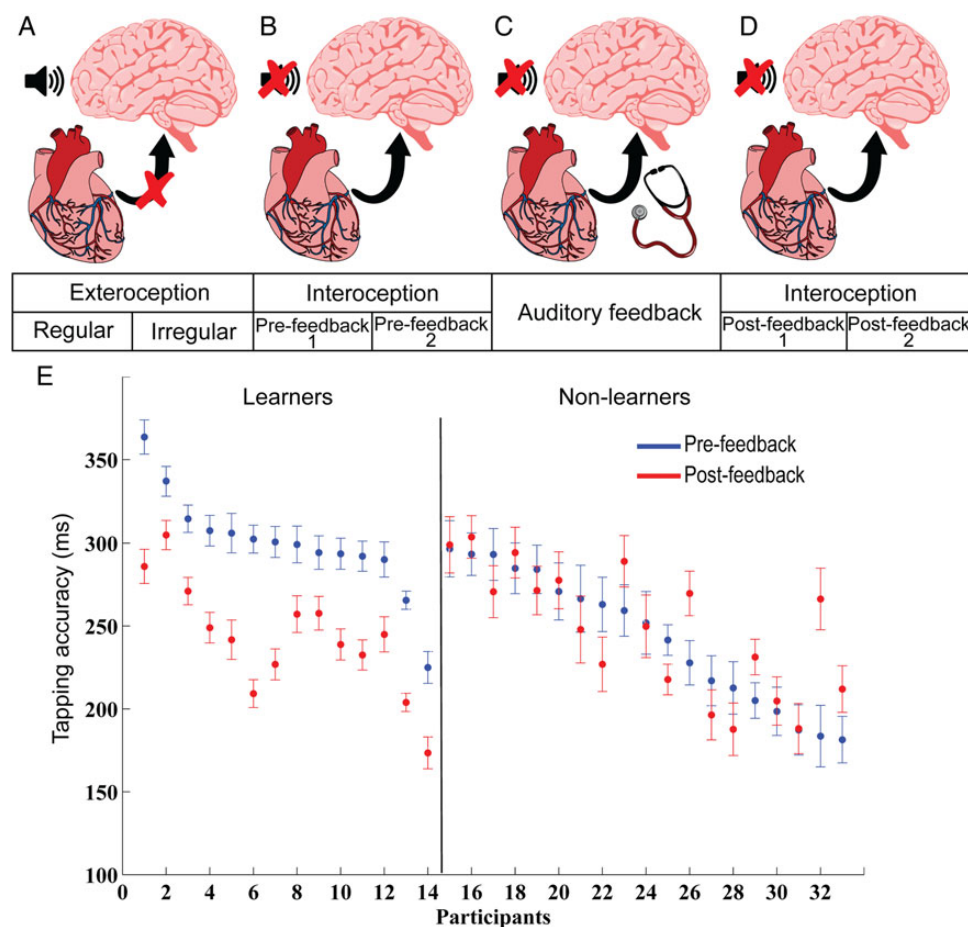 A
B
C
D
Exteroception
Interoception
Auditory feedback
Interoception
Regular
Irregular
Pre-feedback
1
Pre-feedback
2
Post-feedback
1
Post-feedback
2
E
Learners
Non-learners
Pre-feedback
Post-feedback
Tapping accuracy (ms)
350
300
250
200
150
100
0 2 4 6 8 10 12 14 16 18 20 22 24 26 28 30 32
Participants